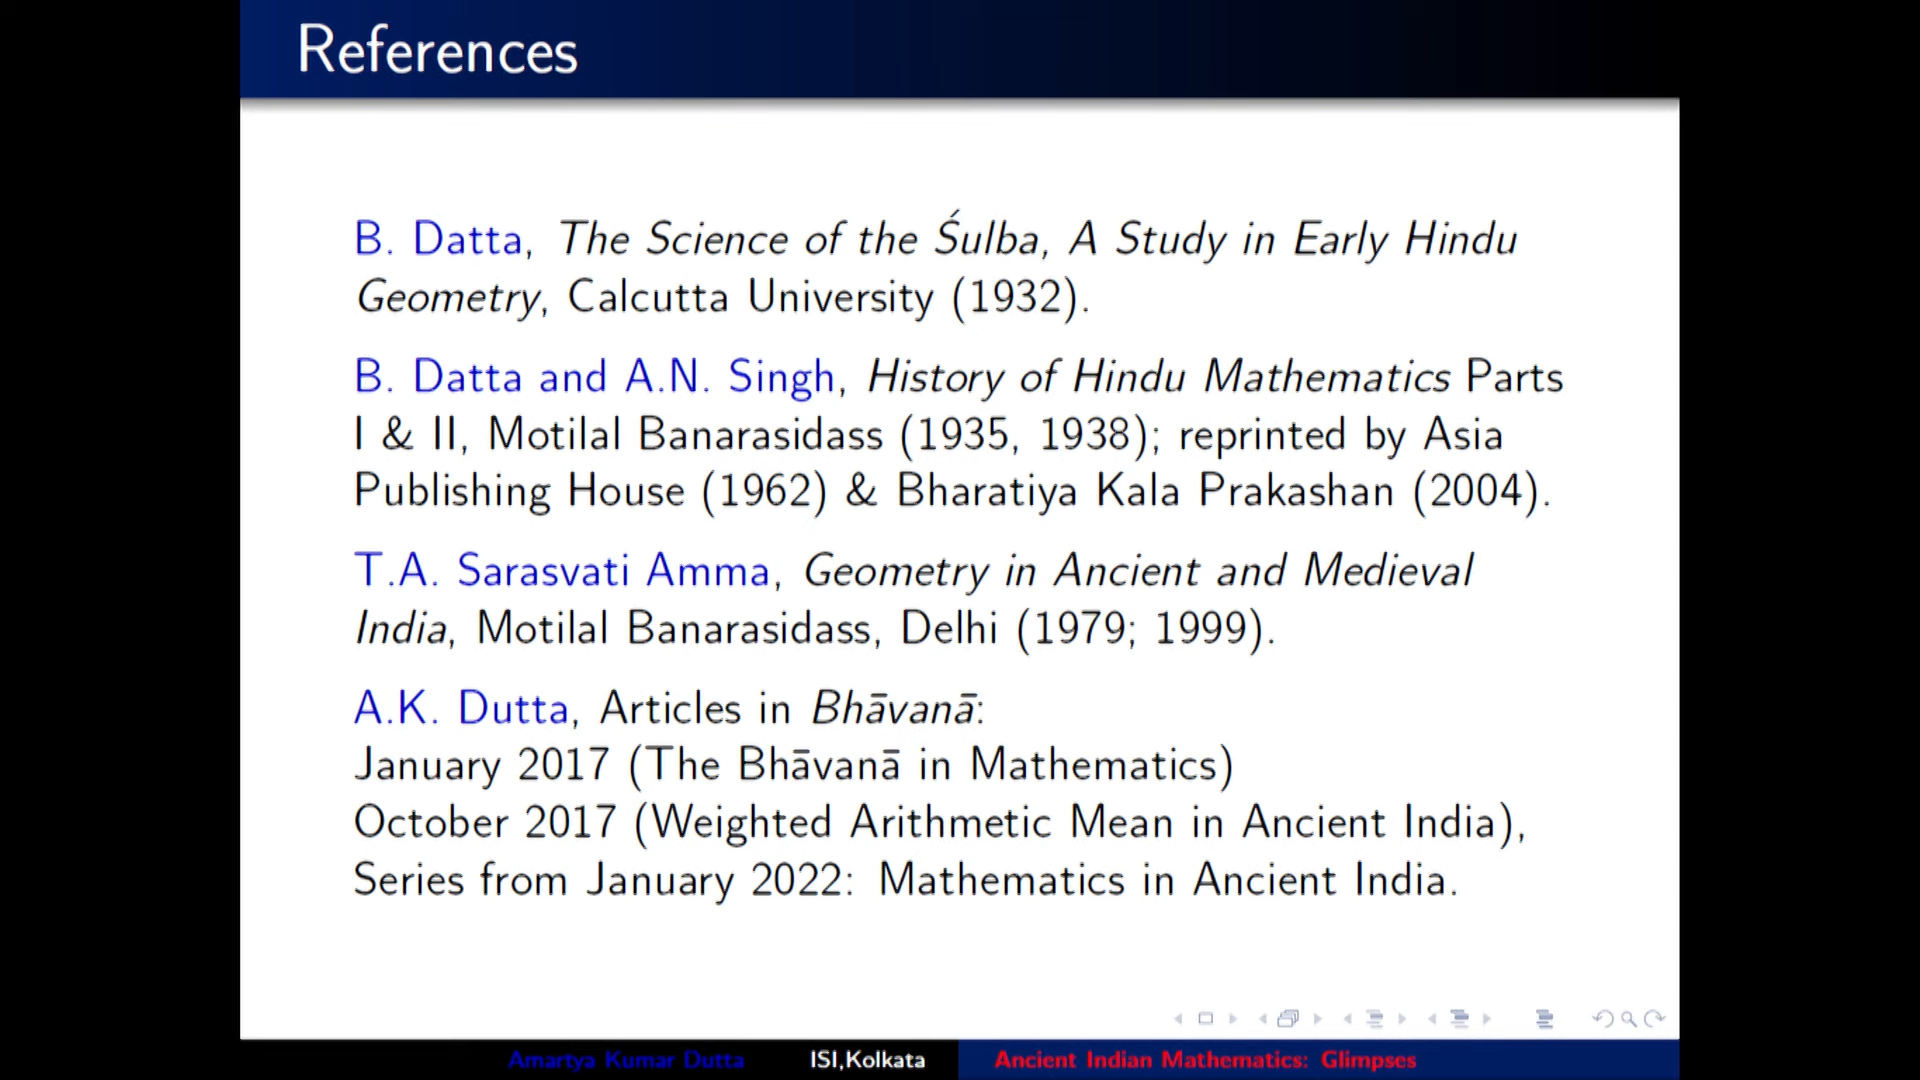 References
B. Datta, The Science of the Śulba, A Study in Early Hindu
Geometry, Calcutta University (1932).
B. Datta and A.N. Singh, History of Hindu Mathematics Parts
I & II, Motilal Banarasidass (1935, 1938); reprinted by Asia
Publishing House (1962) & Bharatiya Kala Prakashan (2004).
T.A. Sarasvati Amma, Geometry in Ancient and Medieval
India, Motilal Banarasidass, Delhi (1979; 1999).
A.K. Dutta, Articles in Bhāvanā:
January 2017 (The Bhāvanā in Mathematics)
October 2017 (Weighted Arithmetic Mean in Ancient India),
Series from January 2022: Mathematics in Ancient India.
Amartya Kumar Dutta ISI,Kolkata Ancient Indian Mathematics: Glimpses